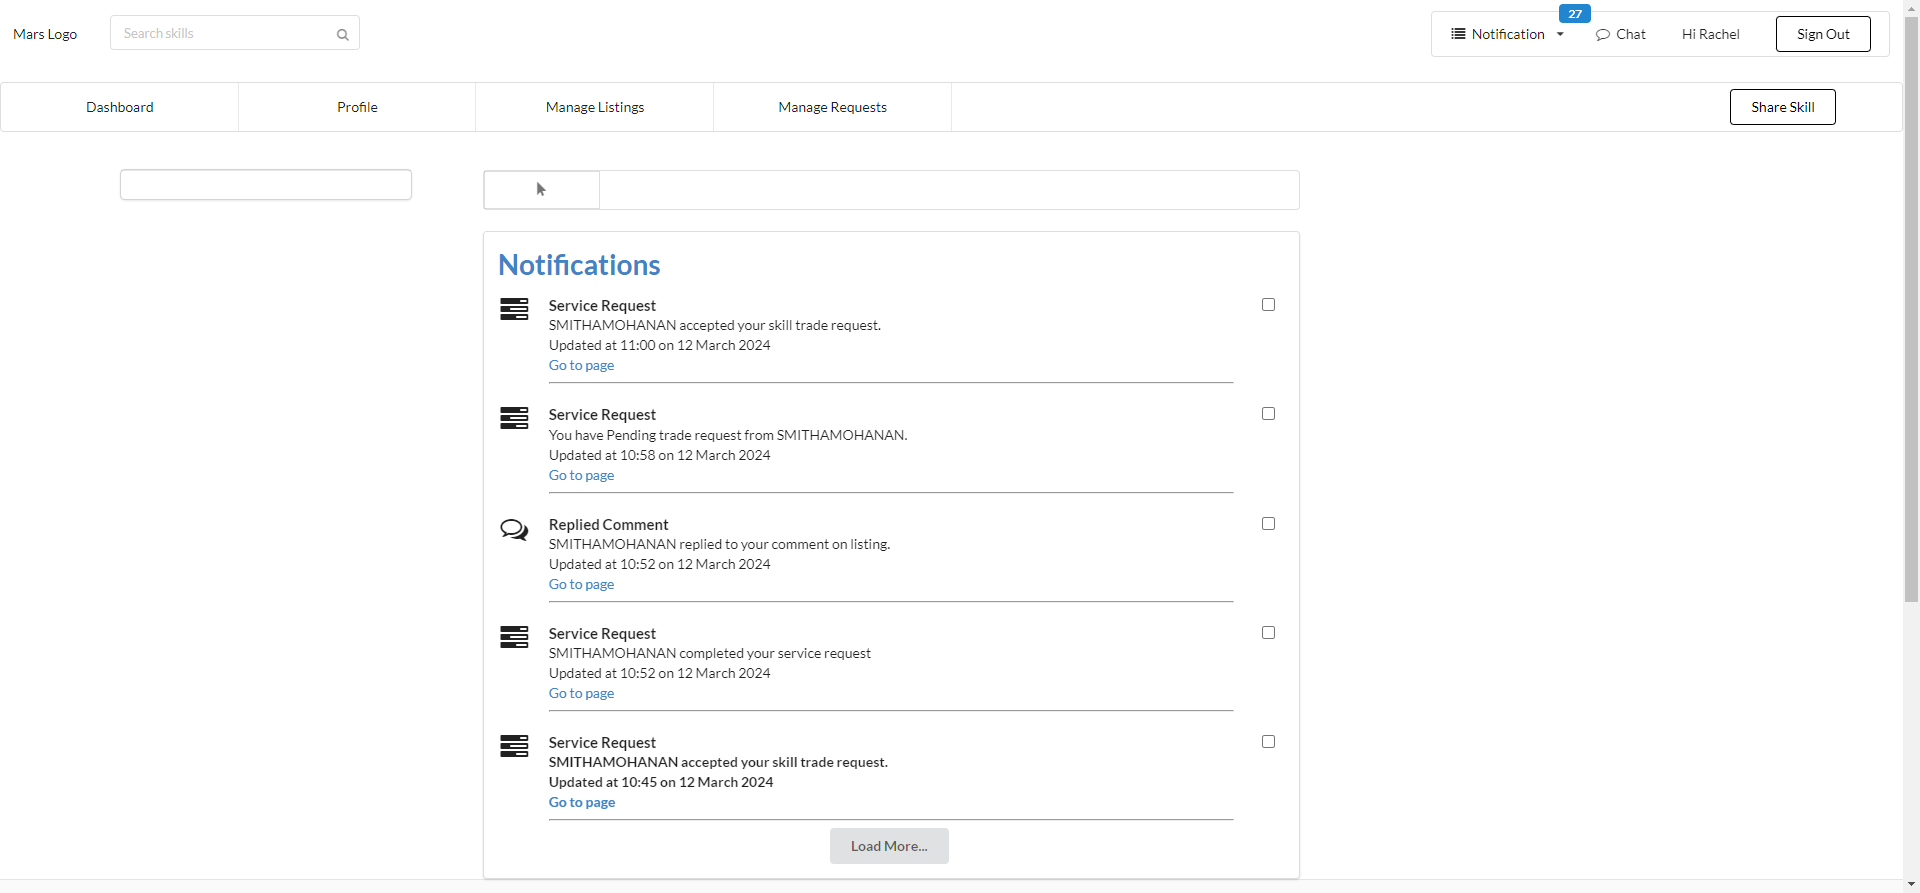 Mars Logo
Search skills
27
Notification
Chat
Hi Rachel
Sign Out
Dashboard
Profile
Manage Listings
Manage Requests
Share Skill
Notifications
Service Request
SMITHAMOHANAN accepted your skill trade request.
Updated at 11:00 on 12 March 2024
Go to page
Service Request
You have Pending trade request from SMITHAMOHANAN.
Updated at 10:58 on 12 March 2024
Go to page
Replied Comment
SMITHAMOHANAN replied to your comment on listing.
Updated at 10:52 on 12 March 2024
Go to page
Service Request
SMITHAMOHANAN completed your service request
Updated at 10:52 on 12 March 2024
Go to page
Service Request
SMITHAMOHANAN accepted your skill trade request.
Updated at 10:45 on 12 March 2024
Go to page
Load More...